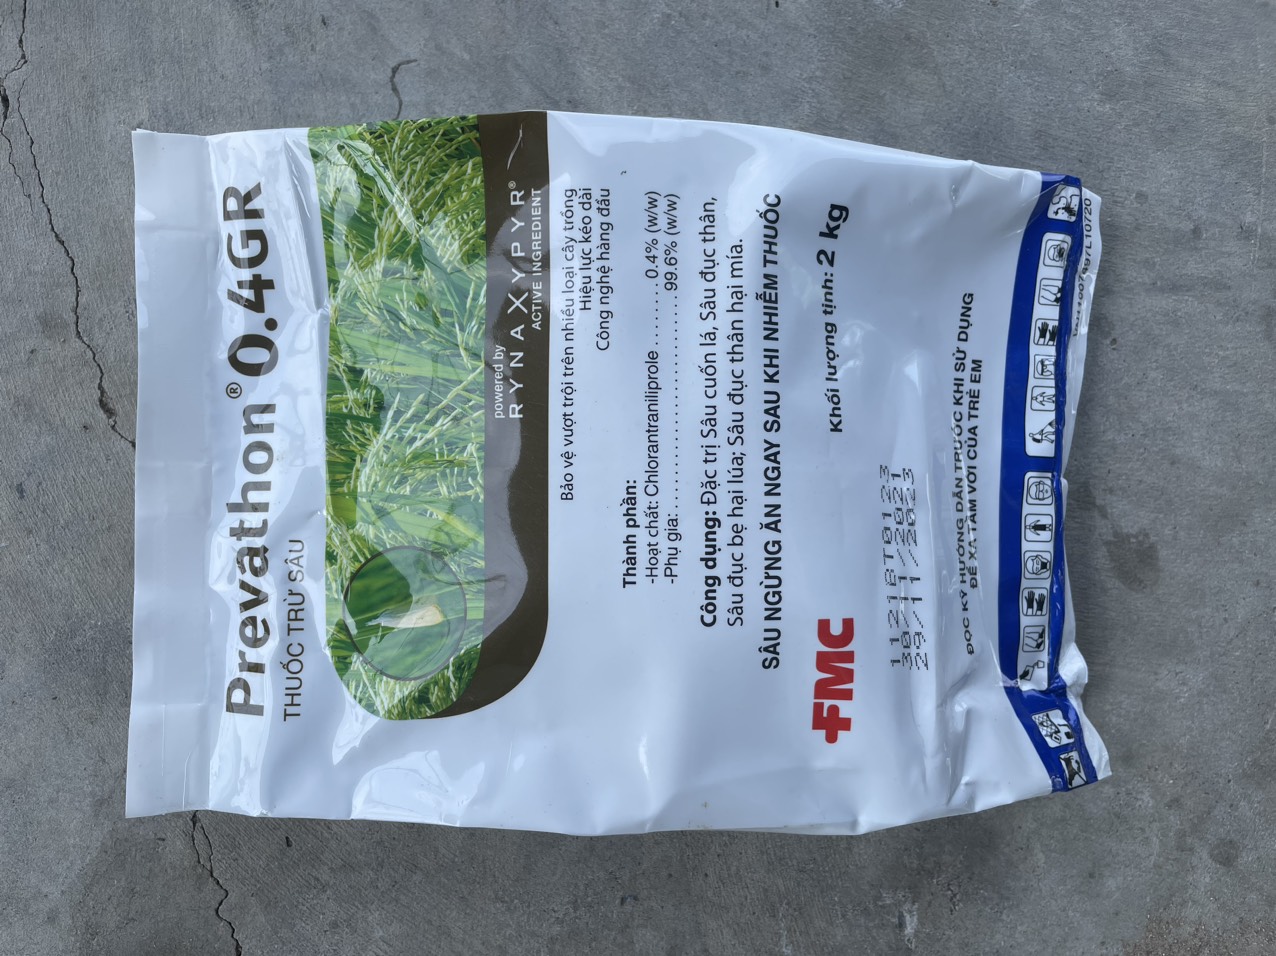 Prevathon® 0.4GR
THUỐC TRỪ SÂU
powered by
RYNAXYPYR®
ACTIVE INGREDIENT
Bảo vệ vượt trội trên nhiều loại cây trồng
Hiệu lực kéo dài
Công nghệ hàng đầu
Thành phần:
-Hoạt chất: Chlorantraniliprole ........ 0.4% (w/w)
-Phụ gia: ........................................ 99.6% (w/w)
Công dụng: Đặc trị Sâu cuốn lá, Sâu đục thân,
Sâu đục bẹ hại lúa; Sâu đục thân hại mía.
SÂU NGỪNG ĂN NGAY SAU KHI NHIỄM THUỐC
FMC
Khối lượng tịnh: 2 kg
30/11/2021
29/11/2023
ĐỌC KỸ HƯỚNG DẪN TRƯỚC KHI SỬ DỤNG
ĐỂ XA TẦM VỚI CỦA TRẺ EM